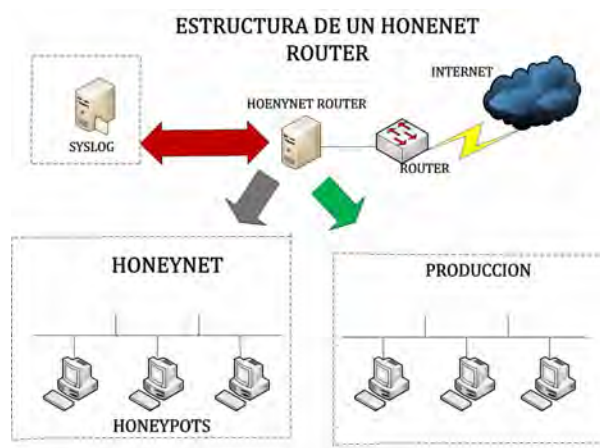 ESTRUCTURA DE UN HONENET
ROUTER
INTERNET
HOENYNET ROUTER
SYSLOG
ROUTER
HONEYNET
PRODUCCION
HONEYPOTS